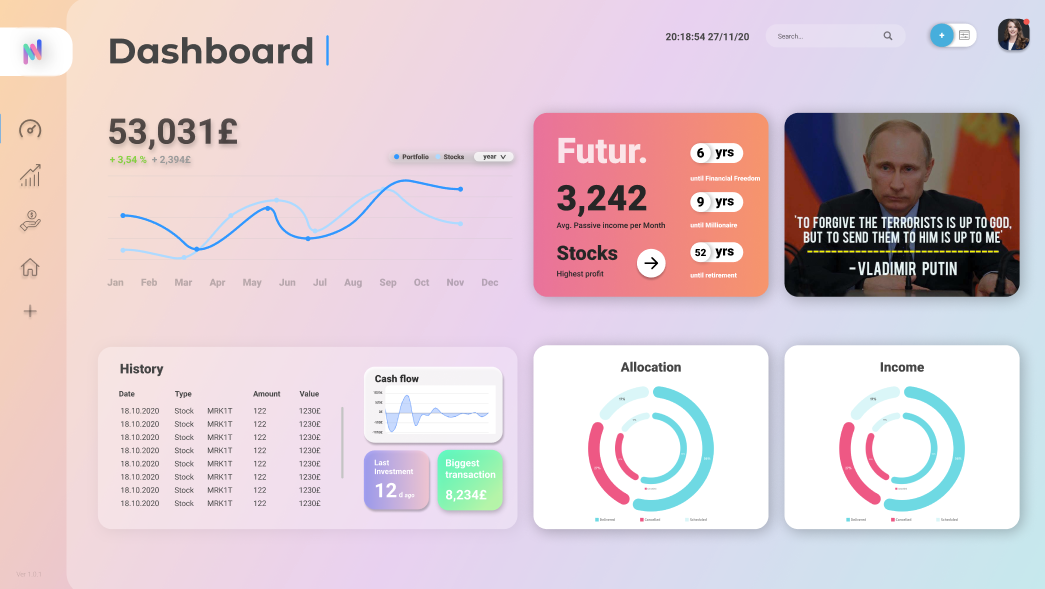 Dashboard
20:18:54 27/11/20
Search...
53,031£
+ 3,54 % + 2,394£
Portfolio Stocks year
Jan Feb Mar Apr May Jun Jul Aug Sep Oct Nov Dec
Futur.
3,242
Avg. Passive income per Month
Stocks
Highest profit
6 yrs
until Financial Freedom
9 yrs
until Millionaire
52 yrs
until retirement
'TO FORGIVE THE TERRORISTS IS UP TO GOD,
BUT TO SEND THEM TO HIM IS UP TO ME'
-VLADIMIR PUTIN
History
Date Type Amount Value
18.10.2020 Stock MRK1T 122 1230£
18.10.2020 Stock MRK1T 122 1230£
18.10.2020 Stock MRK1T 122 1230£
18.10.2020 Stock MRK1T 122 1230£
18.10.2020 Stock MRK1T 122 1230£
18.10.2020 Stock MRK1T 122 1230£
18.10.2020 Stock MRK1T 122 1230£
18.10.2020 Stock MRK1T 122 1230£
Cash flow
Last
Investment
12 d ago
Biggest
transaction
8,234£
Allocation
Delivered Cancelled Scheduled
Income
Delivered Cancelled Scheduled